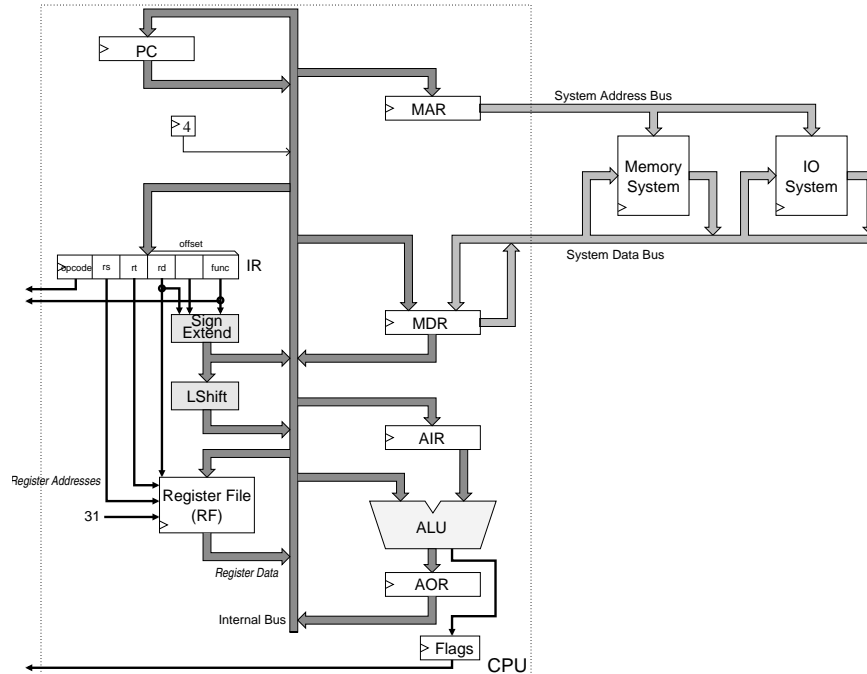 PC
MAR
System Address Bus
4
Memory
System
IO
System
offset
opcode rs rt rd func IR
System Data Bus
Sign
Extend
MDR
LShift
AIR
Register Addresses
Register File
(RF)
31
ALU
Register Data
AOR
Internal Bus
Flags
CPU